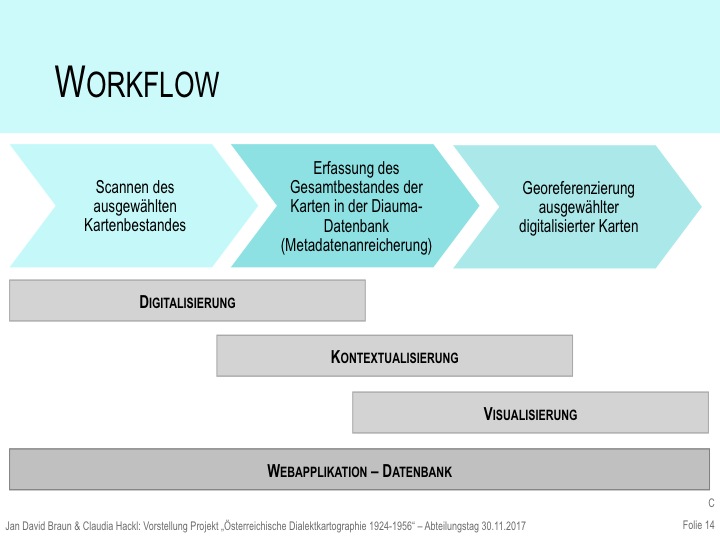 WORKFLOW
Scannen des
ausgewählten
Kartenbestandes
Erfassung des
Gesamtbestandes der
Karten in der Diauma-
Datenbank
(Metadatenanreicherung)
Georeferenzierung
ausgewählter
digitalisierter Karten
DIGITALISIERUNG
KONTEXTUALISIERUNG
VISUALISIERUNG
WEBAPPLIKATION – DATENBANK
C
Jan David Braun & Claudia Hackl: Vorstellung Projekt „Österreichische Dialektkartographie 1924-1956“ – Abteilungstag 30.11.2017
Folie 14